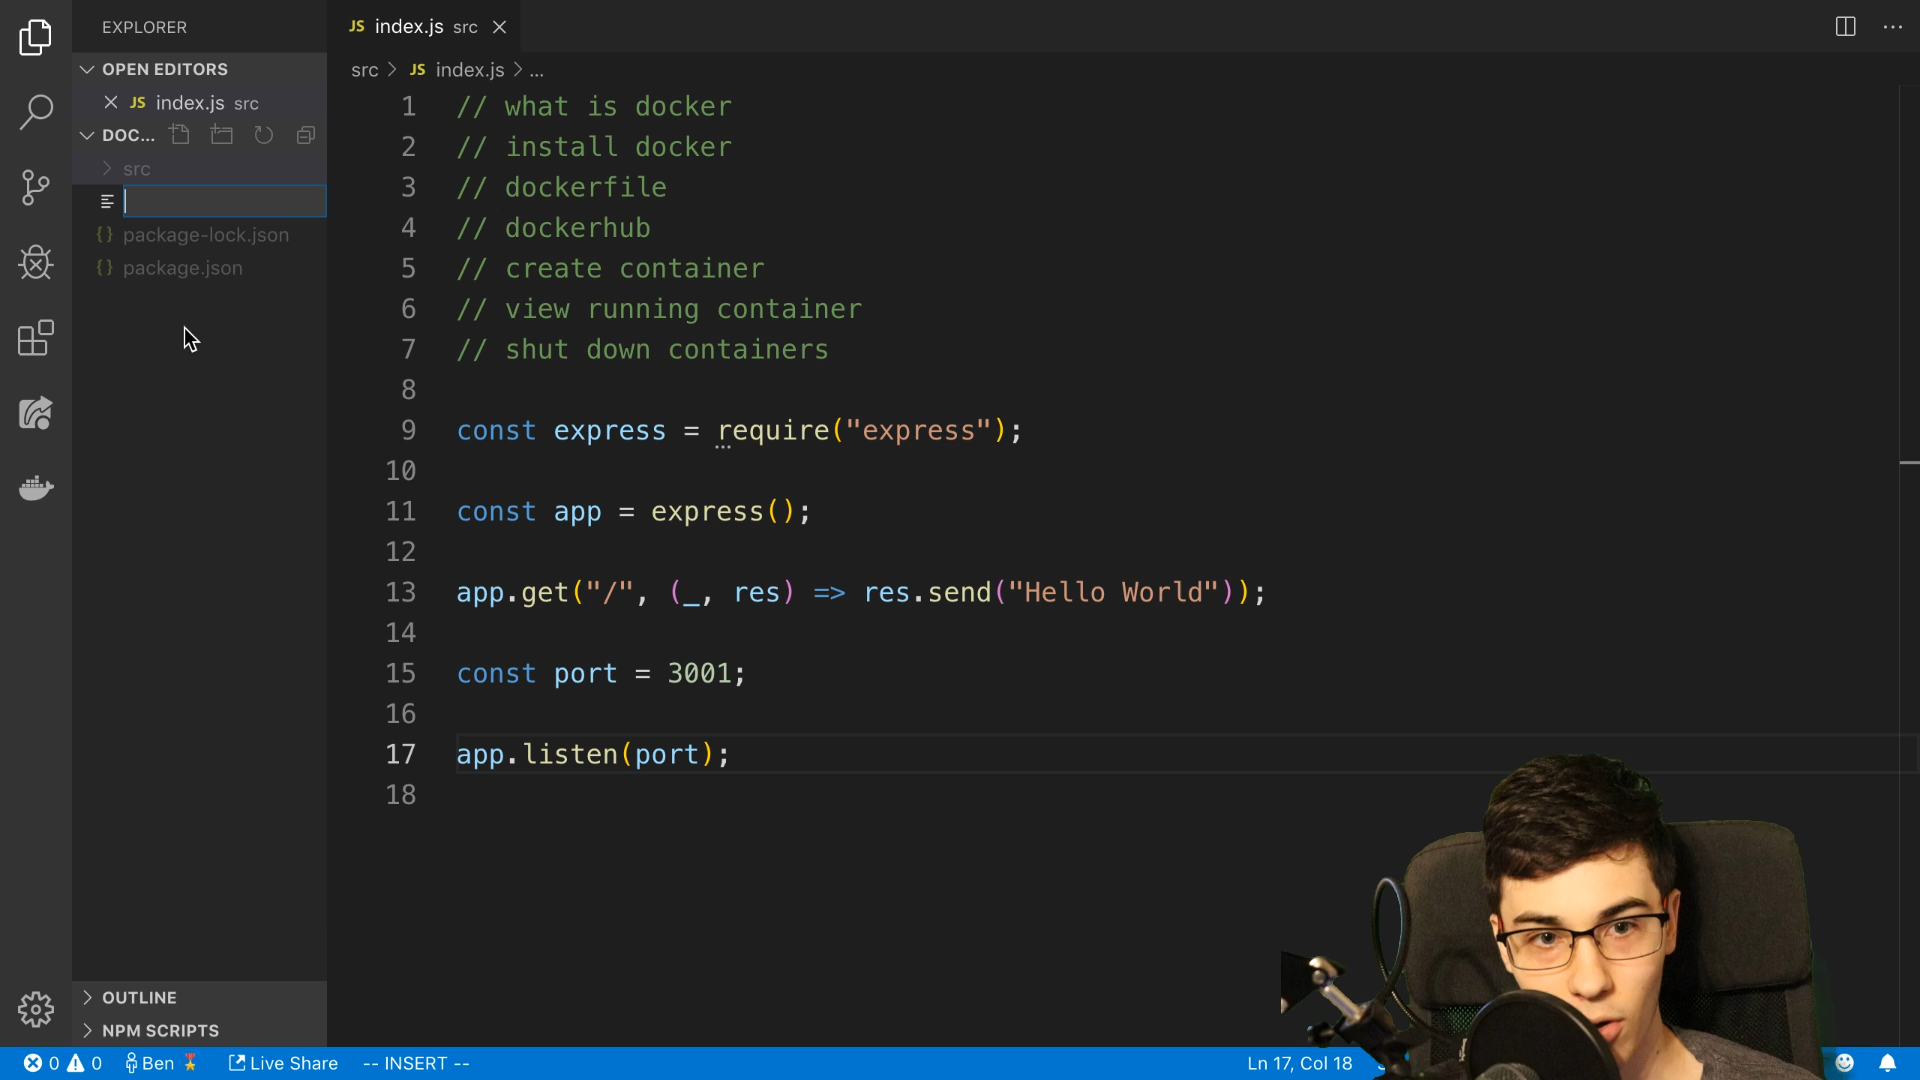 EXPLORER
OPEN EDITORS
JS index.js src
DOC...
src
package-lock.json
package.json
OUTLINE
NPM SCRIPTS
JS index.js src
src > JS index.js > ...
1 // what is docker
2 // install docker
3 // dockerfile
4 // dockerhub
5 // create container
6 // view running container
7 // shut down containers
8
9 const express = require("express");
10
11 const app = express();
12
13 app.get("/", (_, res) => res.send("Hello World"));
14
15 const port = 3001;
16
17 app.listen(port);
18
0 0 Ben Live Share -- INSERT -- Ln 17, Col 18